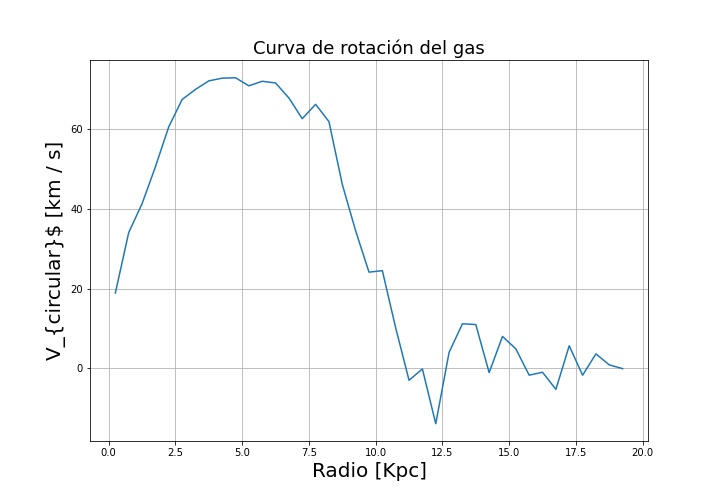 Curva de rotación del gas
V_{circular}$ [km / s]
60
40
20
0
0.0 2.5 5.0 7.5 10.0 12.5 15.0 17.5 20.0
Radio [Kpc]